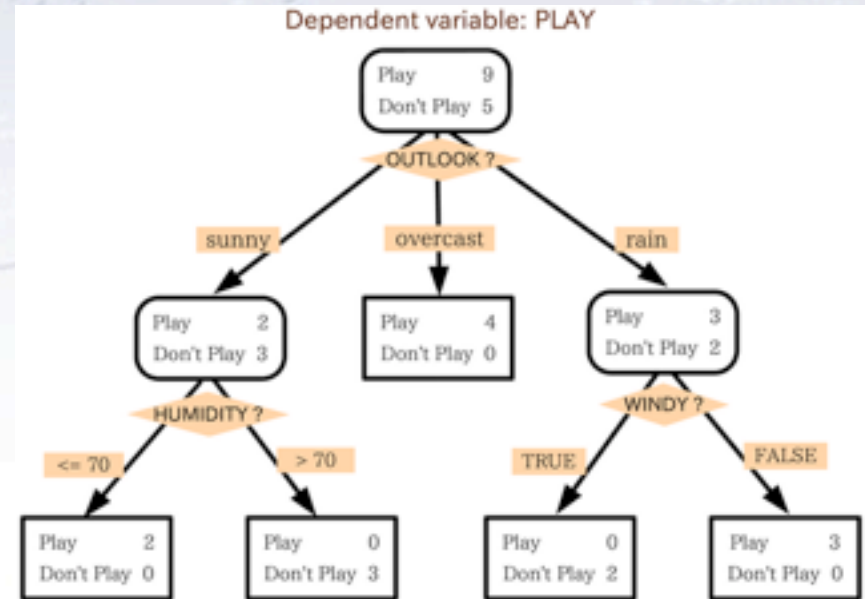 Dependent variable: PLAY
Play 9
Don't Play 5
OUTLOOK ?
sunny
overcast
rain
Play 2
Don't Play 3
Play 4
Don't Play 0
Play 3
Don't Play 2
HUMIDITY ?
WINDY ?
<= 70
> 70
TRUE
FALSE
Play 2
Don't Play 0
Play 0
Don't Play 3
Play 0
Don't Play 2
Play 3
Don't Play 0